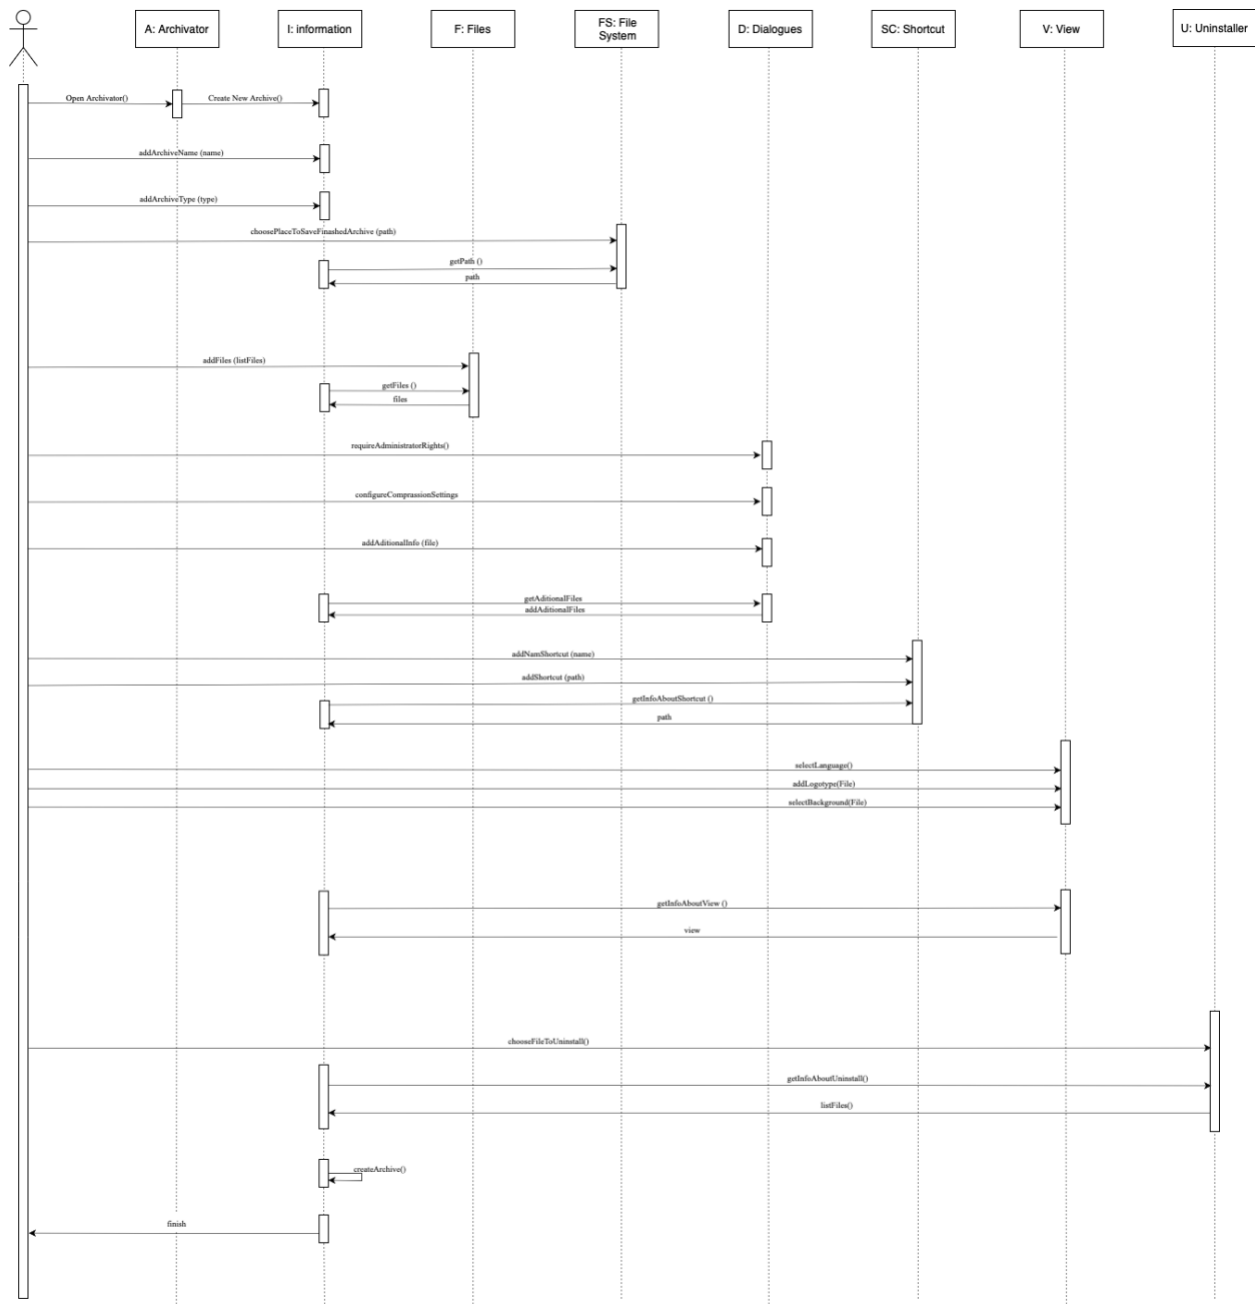 A: Archivator
I: information
F: Files
FS: File
System
D: Dialogues
SC: Shortcut
V: View
U: Uninstaller
Open Archivator()
Create New Archive()
addArchiveName (name)
addArchiveType (type)
choosePlaceToSaveFinashedArchive (path)
getPath ()
path
addFiles (listFiles)
getFiles ()
files
requireAdministratorRights()
configureComprassionSettings
addAditionalInfo (file)
getAditionalFiles
addAditionalFiles
addNamShortcut (name)
addShortcut (path)
getInfoAboutShortcut ()
path
selectLanguage()
addLogotype(File)
selectBackground(File)
getInfoAboutView ()
view
chooseFileToUninstall()
getInfoAboutUninstall()
listFiles()
createArchive()
finish